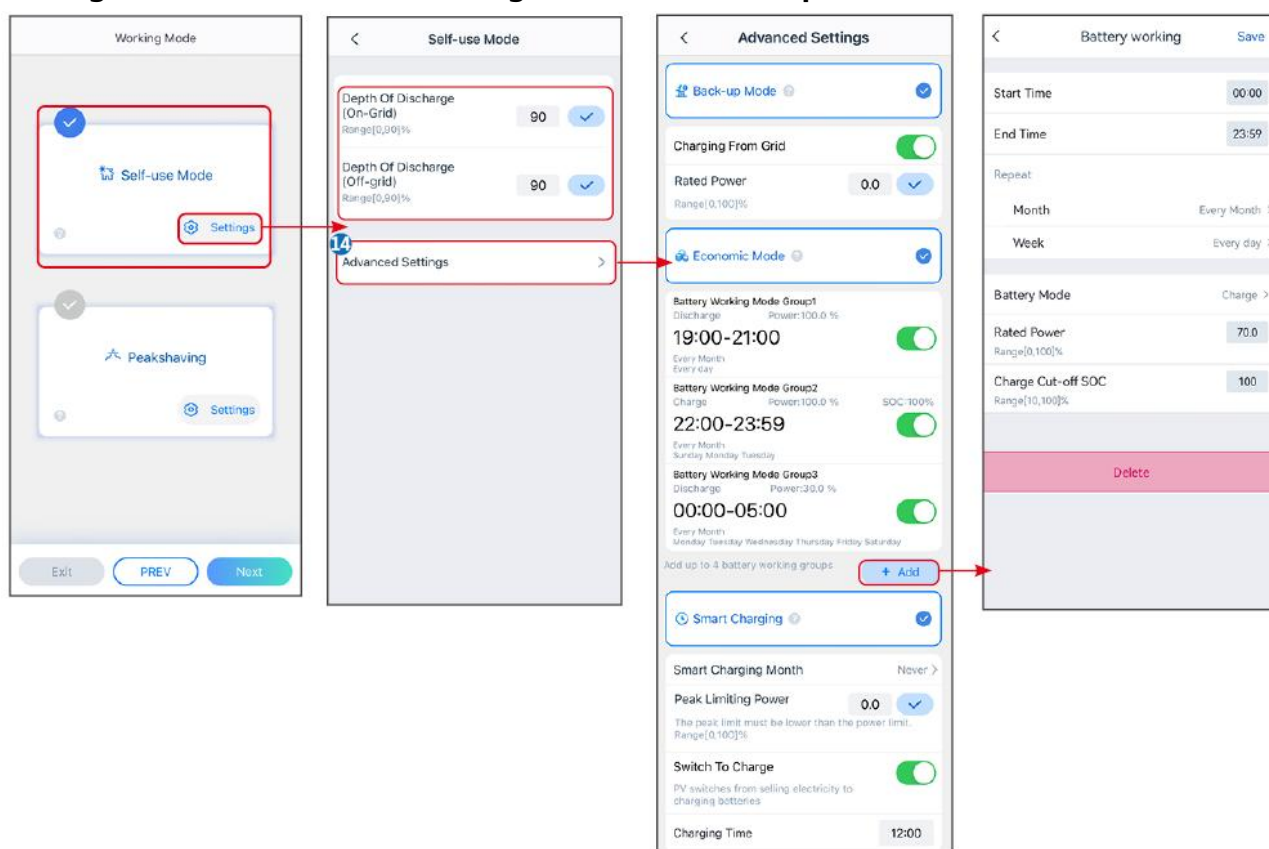 Working Mode
Self-use Mode
Settings
Peakshaving
Settings
Exit
PREV
Next
Self-use Mode
Depth Of Discharge
(On-Grid)
90
Range[0,90]%
Depth Of Discharge
(Off-grid)
90
Range[0,90]%
14
Advanced Settings
Advanced Settings
Back-up Mode
Charging From Grid
Rated Power
0.0
Range[0,100]%
Economic Mode
Battery Working Mode Group1
Discharge Power:100.0 %
19:00-21:00
Every Month
Every day
Battery Working Mode Group2
Charge Power:100.0 % SOC:100%
22:00-23:59
Every Month
Sunday Monday Tuesday
Battery Working Mode Group3
Discharge Power:30.0 %
00:00-05:00
Every Month
Monday Tuesday Wednesday Thursday Friday Saturday
Add up to 4 battery working groups
+ Add
Smart Charging
Smart Charging Month Never
Peak Limiting Power
0.0
The peak limit must be lower than the power limit.
Range[0,100]%
Switch To Charge
PV switches from selling electricity to
charging batteries
Charging Time 12:00
Battery working Save
Start Time 00:00
End Time 23:59
Repeat
Month Every Month
Week Every day
Battery Mode Charge
Rated Power 70.0
Range[0,100]%
Charge Cut-off SOC 100
Range[10,100]%
Delete